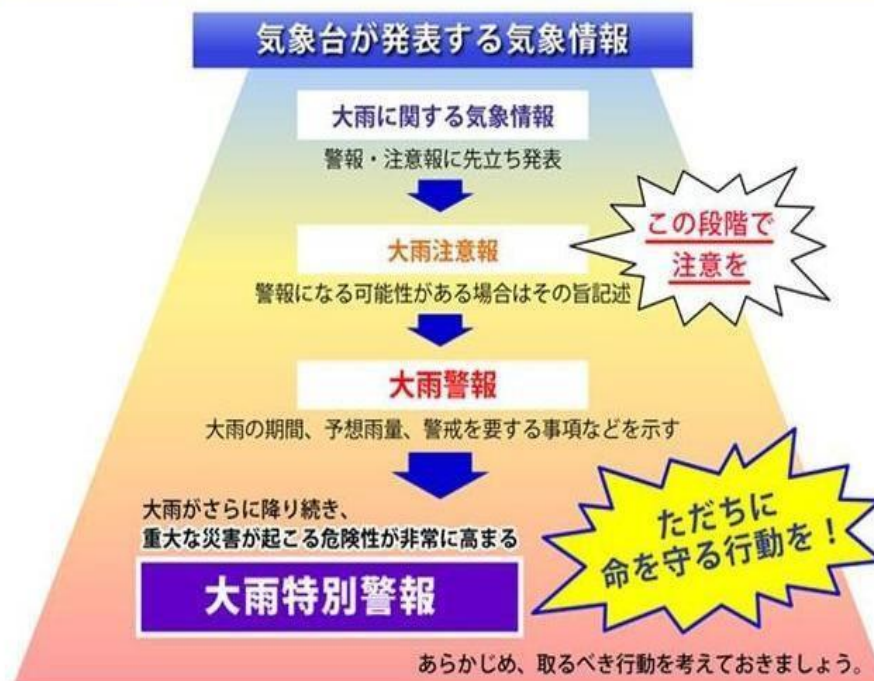 気象台が発表する気象情報
大雨に関する気象情報
警報・注意報に先立ち発表
大雨注意報
この段階で
注意を
警報になる可能性がある場合はその旨記述
大雨警報
大雨の期間、予想雨量、警戒を要する事項などを示す
大雨がさらに降り続き、
重大な災害が起こる危険性が非常に高まる
ただちに
命を守る行動を！
大雨特別警報
あらかじめ、取るべき行動を考えておきましょう。